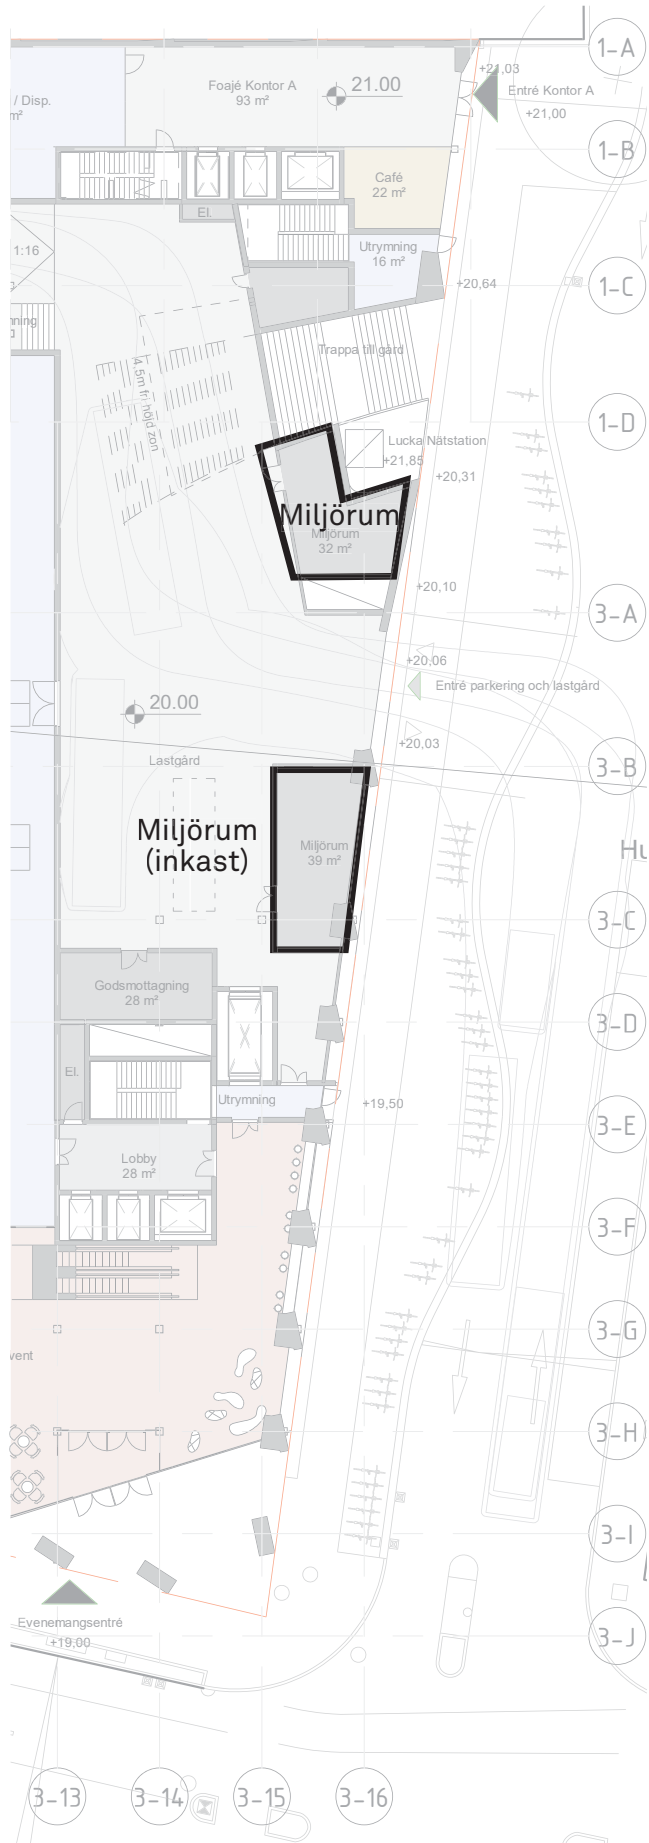 1-A
+21,03
Foajé Kontor A
93 m²
21.00
Entré Kontor A
+21,00
/ Disp.
m²
1-B
Café
22 m²
El.
1:16
Utrymning
16 m²
+20,64
1-C
nning
Trappa till gård
4,5m fri höjd zon
1-D
Lucka Nätstation
+21,85
+20,31
Miljörum
Miljörum
32 m²
+20,10
3-A
+20,06
Entré parkering och lastgård
20.00
+20,03
Lastgård
3-B
Miljörum
(inkast)
Miljörum
39 m²
Hu
3-C
Godsmottagning
28 m²
3-D
El.
Utrymning
+19,50
3-E
Lobby
28 m²
3-F
3-G
vent
3-H
3-I
Evenemangsentré
+19,00
3-J
3-13
3-14
3-15
3-16